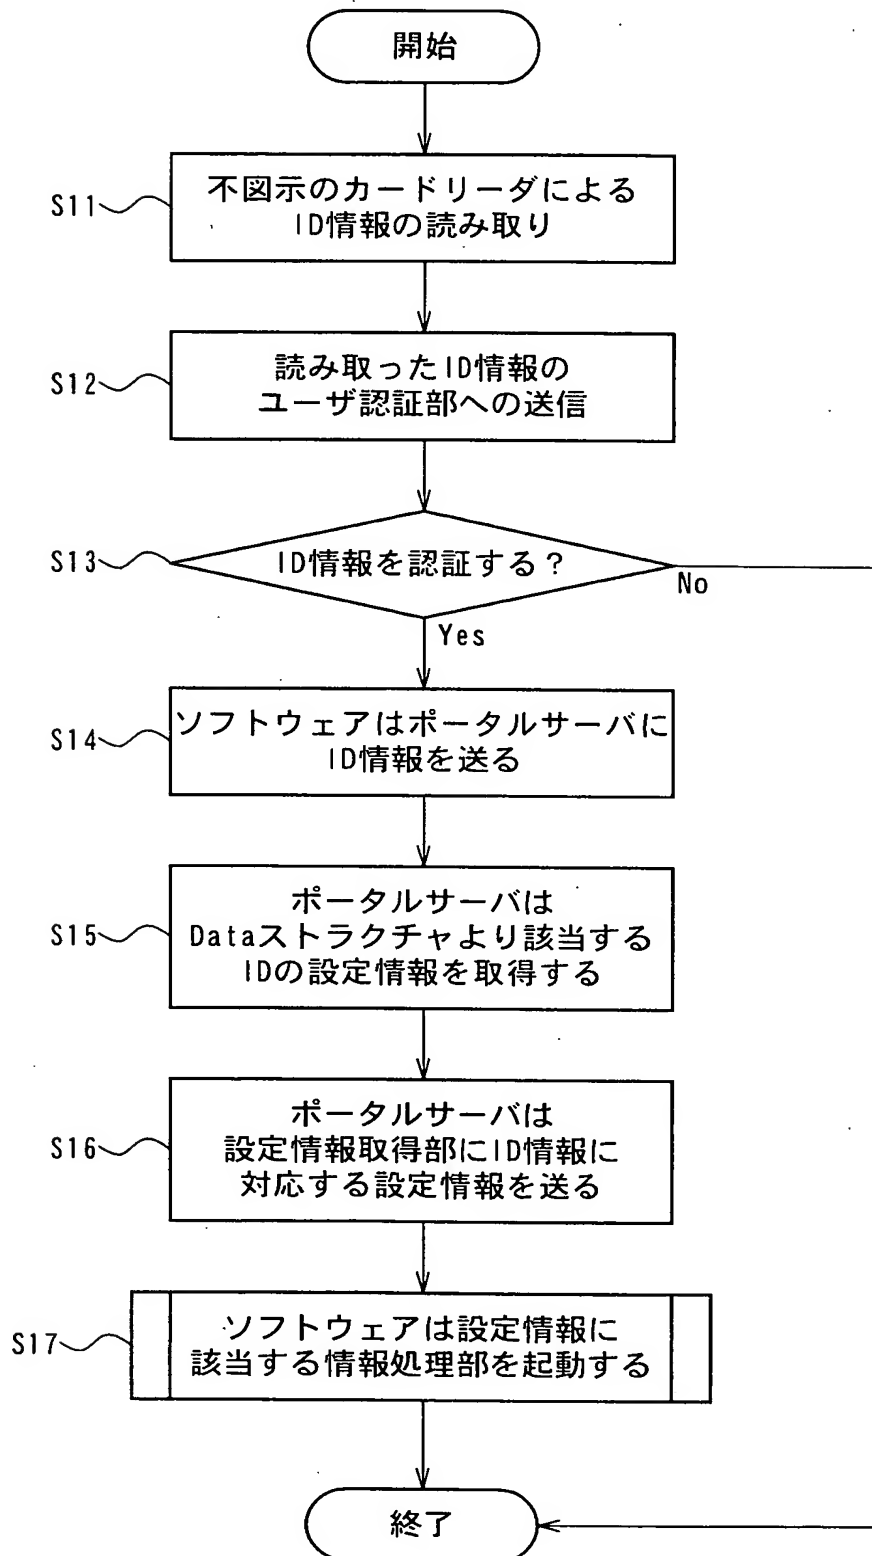 開始
S11
不図示のカードリーダによる
ID情報の読み取り
S12
読み取ったID情報の
ユーザ認証部への送信
S13
ID情報を認証する?
No
Yes
S14
ソフトウェアはポータルサーバに
ID情報を送る
S15
ポータルサーバは
Dataストラクチャより該当する
IDの設定情報を取得する
S16
ポータルサーバは
設定情報取得部にID情報に
対応する設定情報を送る
S17
ソフトウェアは設定情報に
該当する情報処理部を起動する
終了